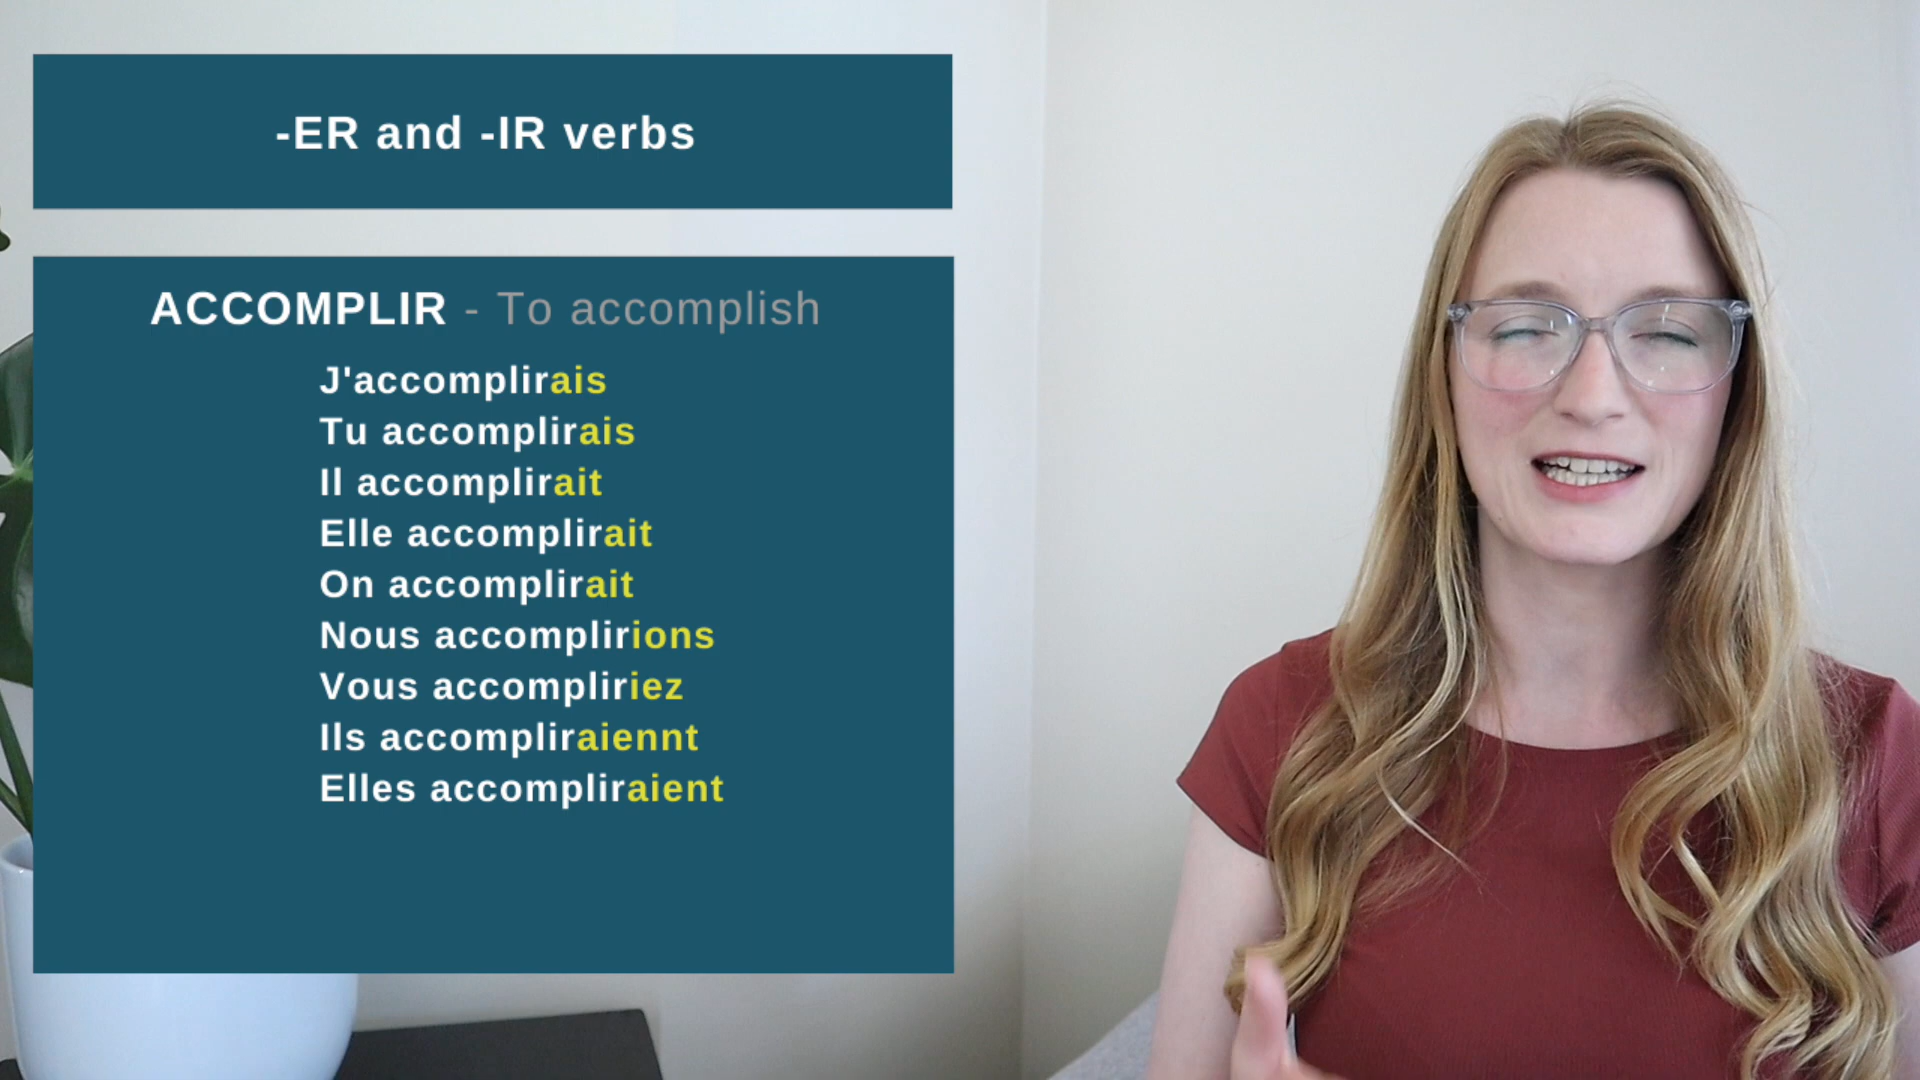 -ER and -IR verbs
ACCOMPLIR - To accomplish
J'accomplirais
Tu accomplirais
Il accomplirait
Elle accomplirait
On accomplirait
Nous accomplirions
Vous accompliriez
Ils accompliraiennt
Elles accompliraient